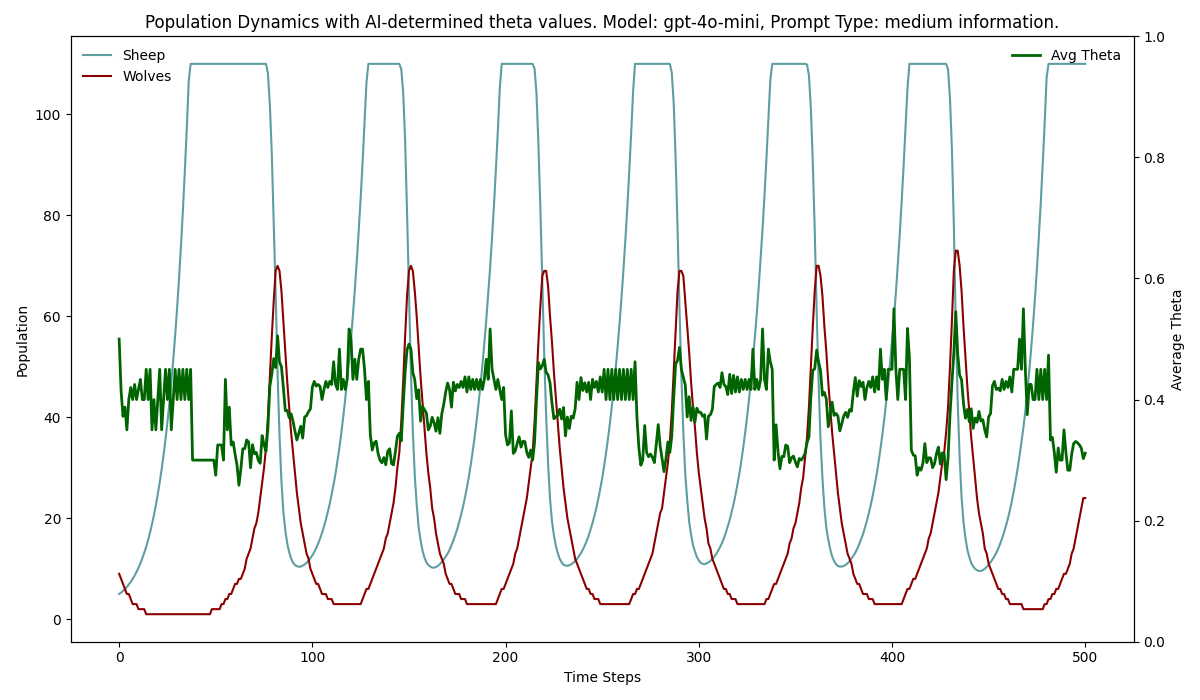 Population Dynamics with AI-determined theta values. Model: gpt-4o-mini, Prompt Type: medium information.
Sheep
Wolves
Avg Theta
Population
100
80
60
40
20
0
1.0
0.8
0.6
0.4
0.2
0.0
Average Theta
0 100 200 300 400 500
Time Steps